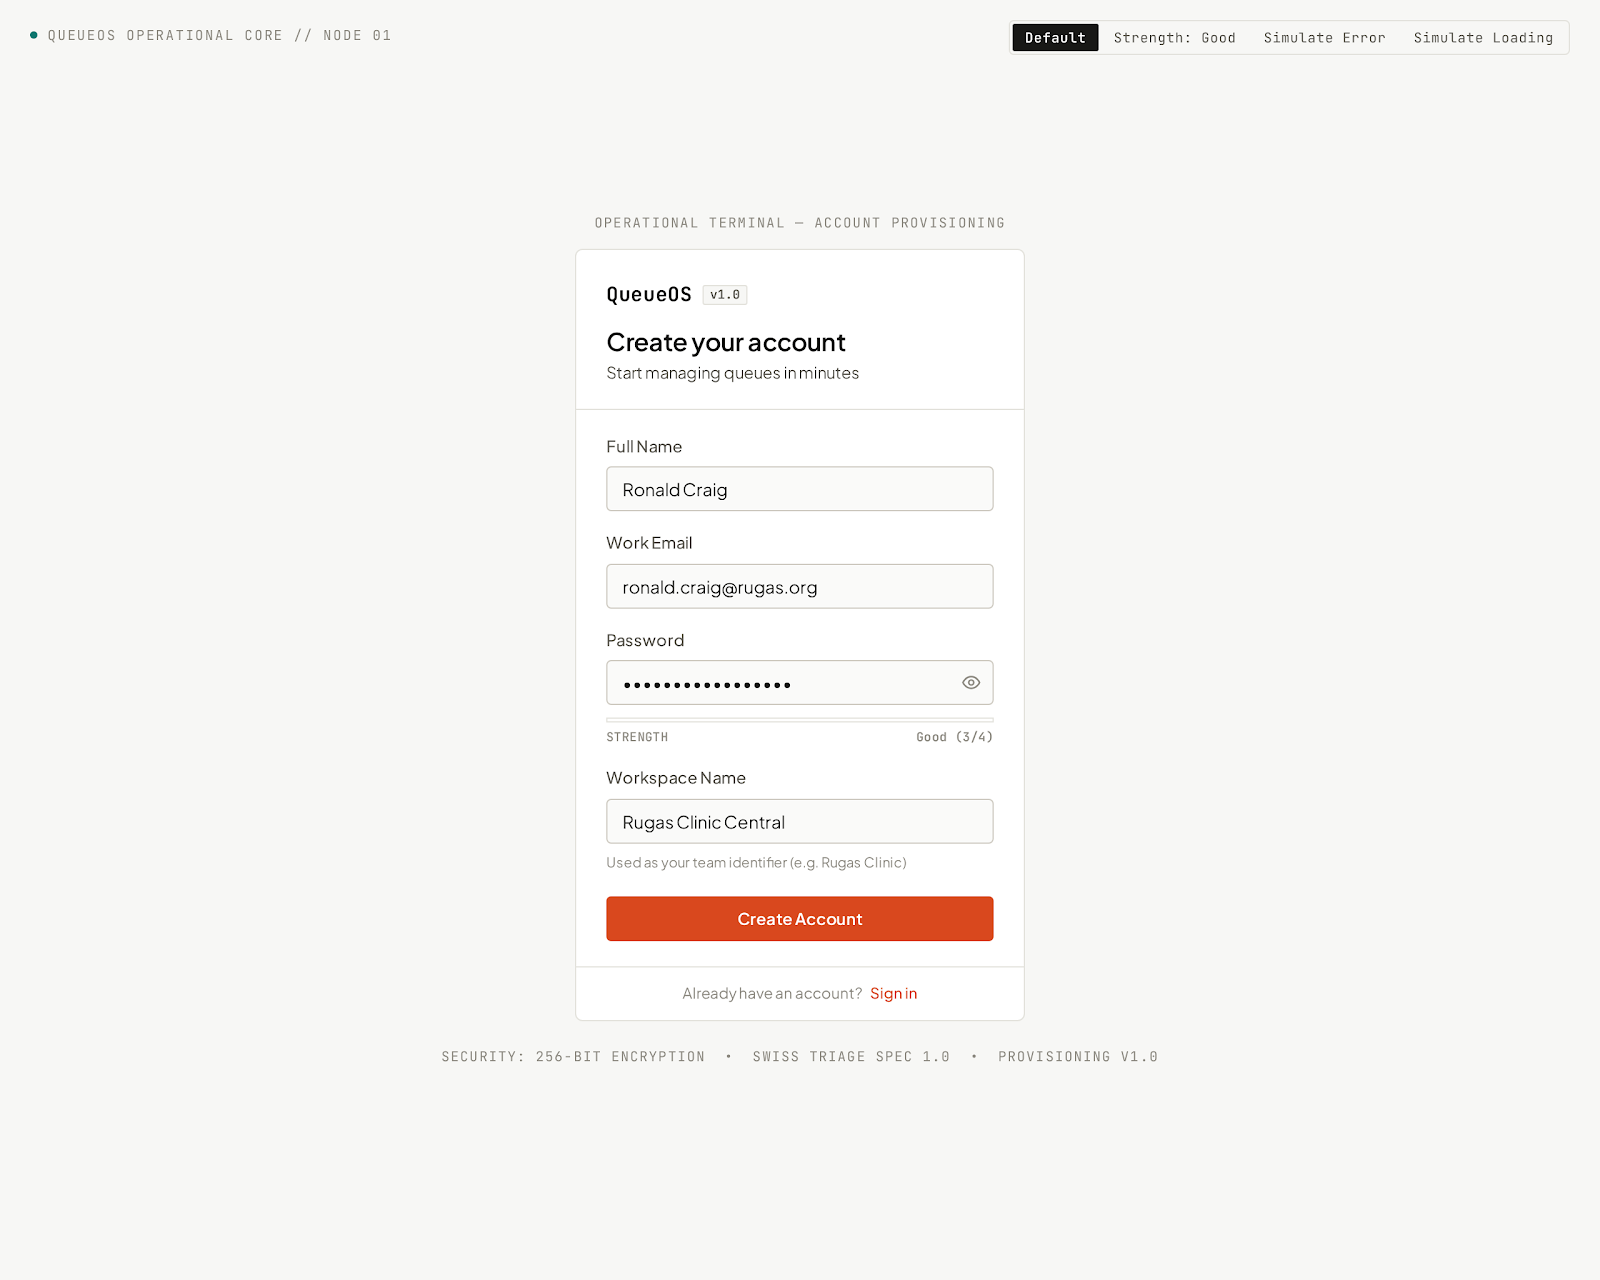 QUEUEOS OPERATIONAL CORE // NODE 01
Default Strength: Good Simulate Error Simulate Loading
OPERATIONAL TERMINAL — ACCOUNT PROVISIONING
QueueOS v1.0
Create your account
Start managing queues in minutes
Full Name
Ronald Craig
Work Email
ronald.craig@rugas.org
Password
•••••••••••••••••
STRENGTH Good (3/4)
Workspace Name
Rugas Clinic Central
Used as your team identifier (e.g. Rugas Clinic)
Create Account
Already have an account? Sign in
SECURITY: 256-BIT ENCRYPTION • SWISS TRIAGE SPEC 1.0 • PROVISIONING V1.0